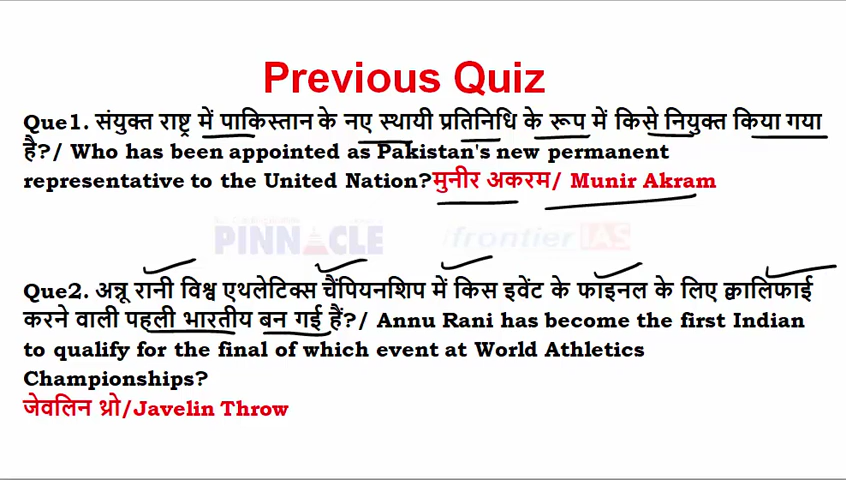 Previous Quiz
Que1. संयुक्त राष्ट्र में पाकिस्तान के नए स्थायी प्रतिनिधि के रूप में किसे नियुक्त किया गया
है?/ Who has been appointed as Pakistan's new permanent
representative to the United Nation?मुनीर अकरम/ Munir Akram
PINNACLE frontier IAS
Que2. अन्नू रानी विश्व एथलेटिक्स चैंपियनशिप में किस इवेंट के फाइनल के लिए क्वालिफाई
करने वाली पहली भारतीय बन गई हैं?/ Annu Rani has become the first Indian
to qualify for the final of which event at World Athletics
Championships?
जेवलिन थ्रो/Javelin Throw